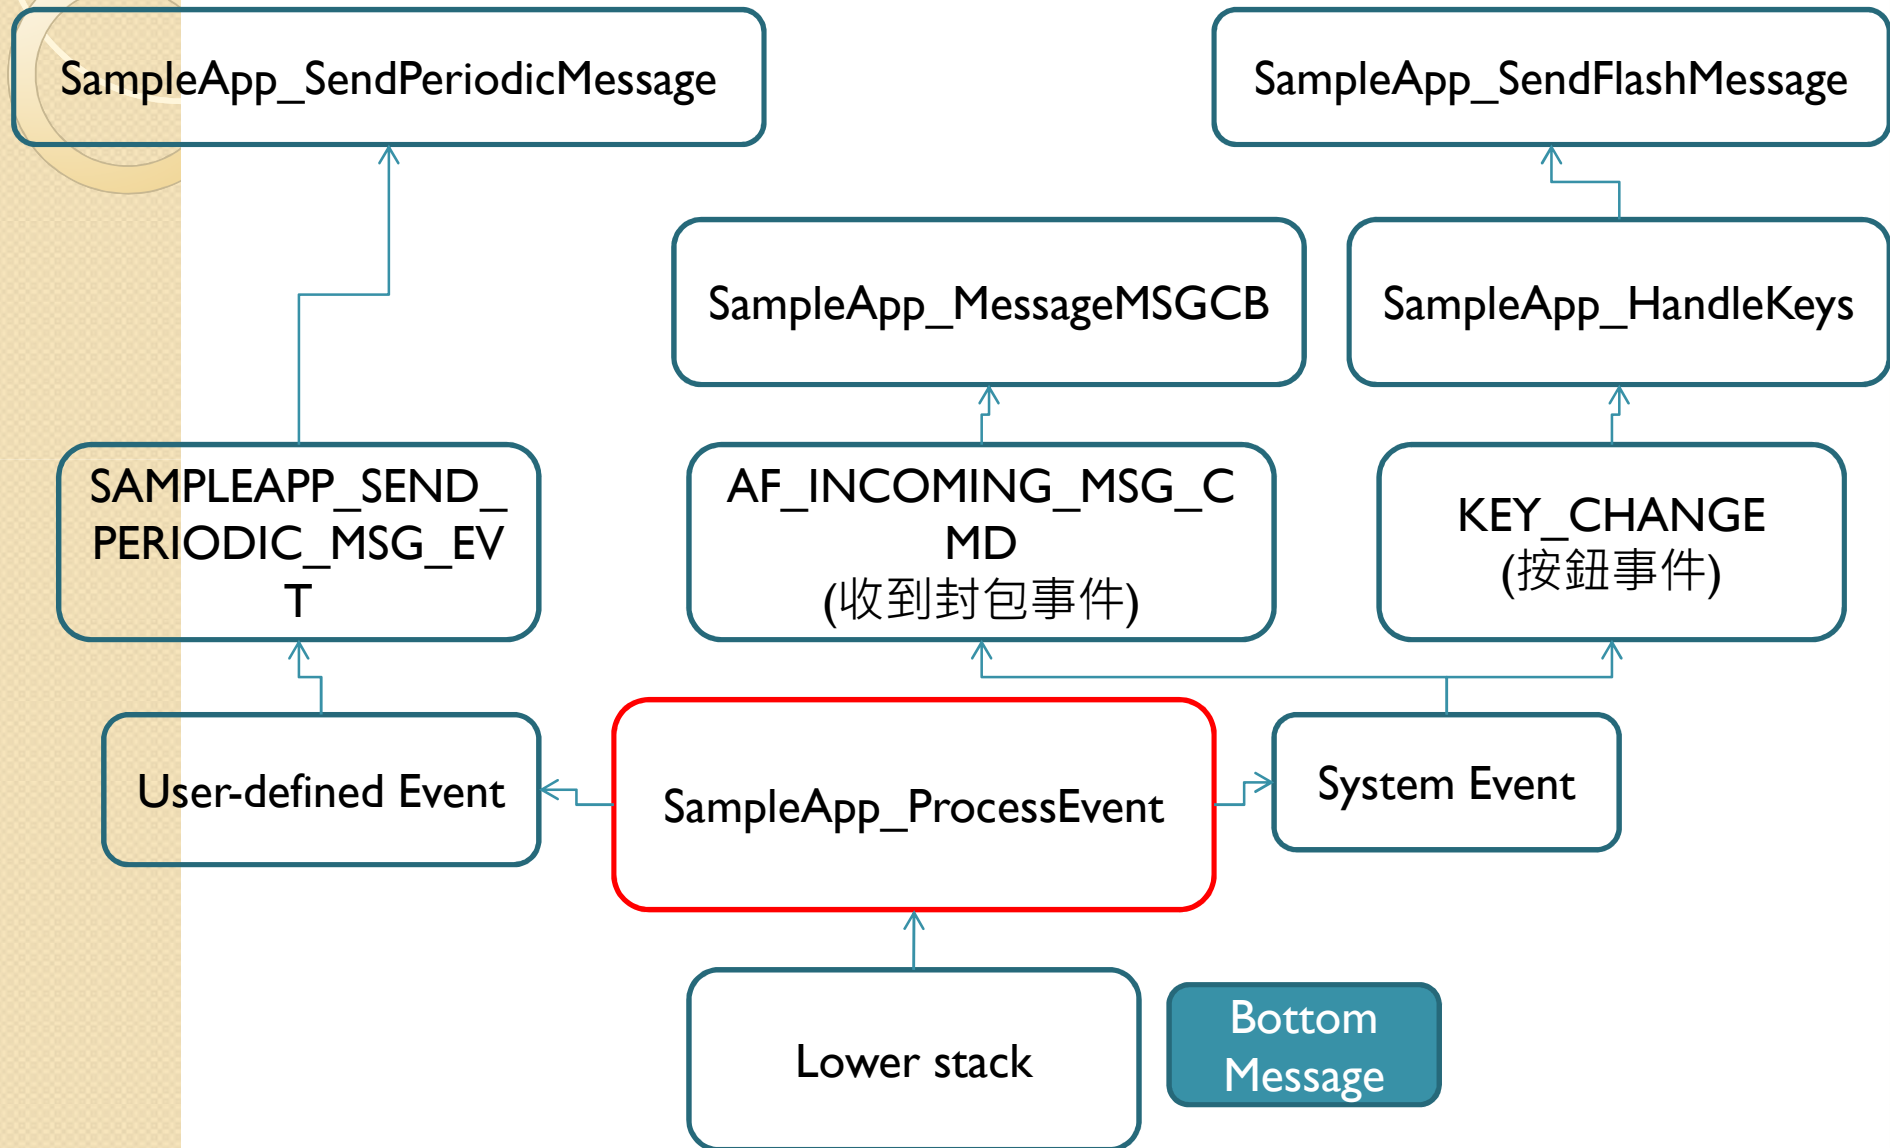 SampleApp_SendPeriodicMessage
SampleApp_SendFlashMessage
SampleApp_MessageMSGCB
SampleApp_HandleKeys
SAMPLEAPP_SEND_
PERIODIC_MSG_EV
T
AF_INCOMING_MSG_C
MD
(收到封包事件)
KEY_CHANGE
(按鈕事件)
User-defined Event
SampleApp_ProcessEvent
System Event
Lower stack
Bottom
Message